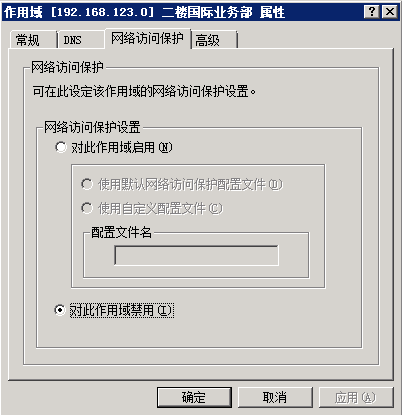 作用域 [192.168.123.0] 二楼国际业务部 属性
常规 DNS 网络访问保护 高级
网络访问保护
可在此设定该作用域的网络访问保护设置。
网络访问保护设置
对此作用域启用(N)
使用默认网络访问保护配置文件(D)
使用自定义配置文件(C)
配置文件名
对此作用域禁用(I)
确定 取消 应用(A)